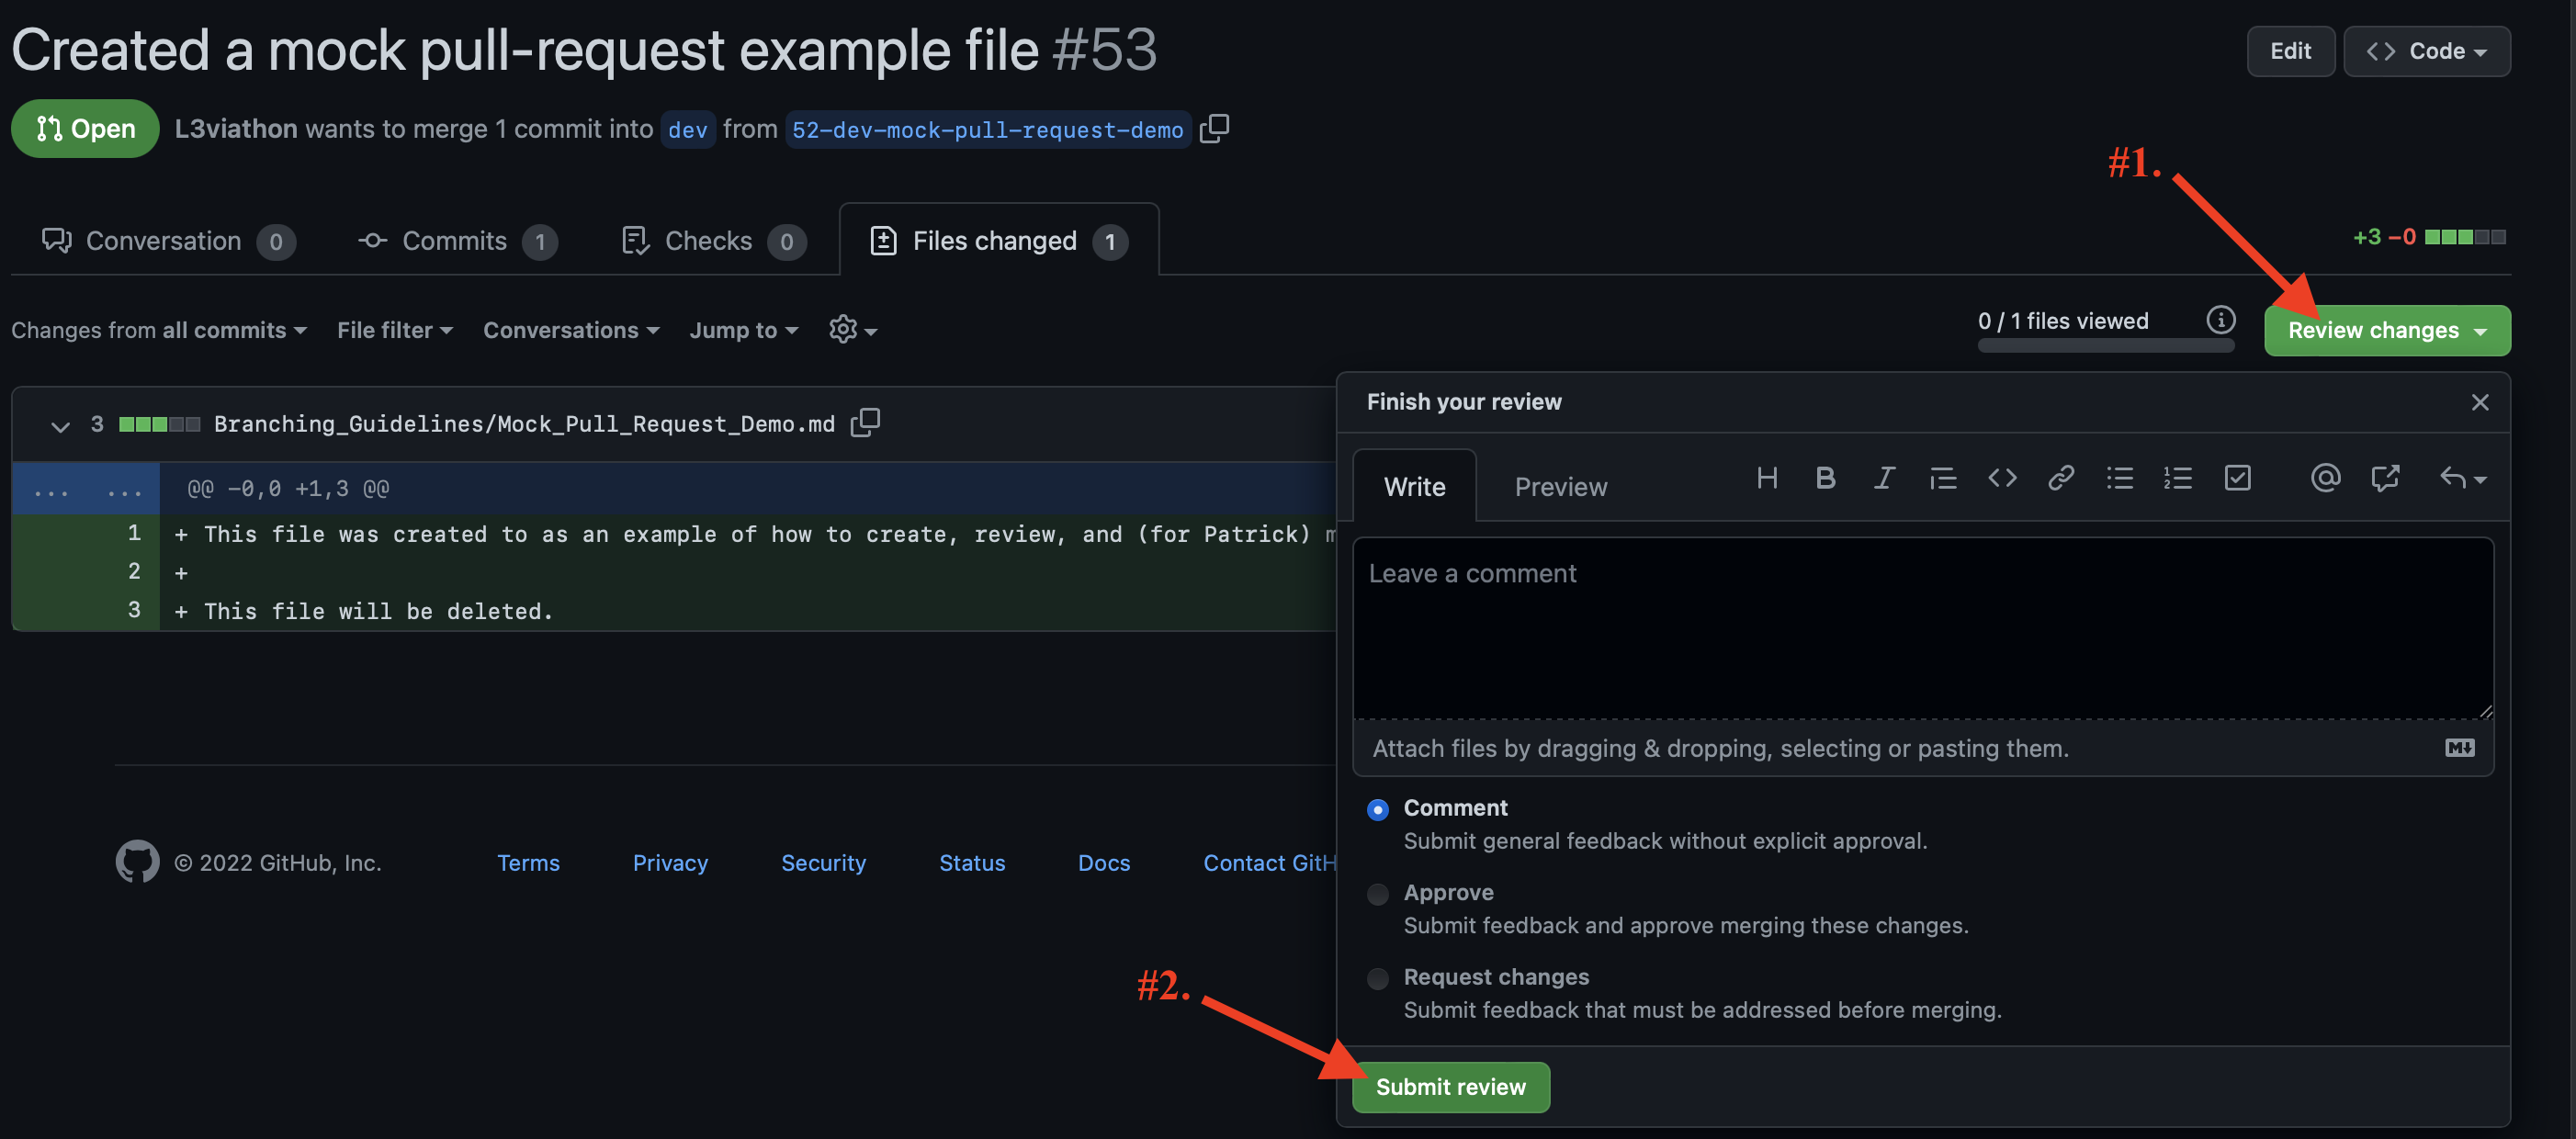 Created a mock pull-request example file #53
Edit
Code
Open
L3viathon wants to merge 1 commit into dev from 52-dev-mock-pull-request-demo
#1.
Conversation 0
Commits 1
Checks 0
Files changed 1
+3 −0
Changes from all commits
File filter
Conversations
Jump to
0 / 1 files viewed
Review changes
3 Branching_Guidelines/Mock_Pull_Request_Demo.md
... ... @@ -0,0 +1,3 @@
1 + This file was created to as an example of how to create, review, and (for Patrick) m
2 +
3 + This file will be deleted.
Finish your review
Write
Preview
Leave a comment
Attach files by dragging & dropping, selecting or pasting them.
Comment
Submit general feedback without explicit approval.
Approve
Submit feedback and approve merging these changes.
Request changes
Submit feedback that must be addressed before merging.
#2.
Submit review
© 2022 GitHub, Inc.
Terms
Privacy
Security
Status
Docs
Contact GitH